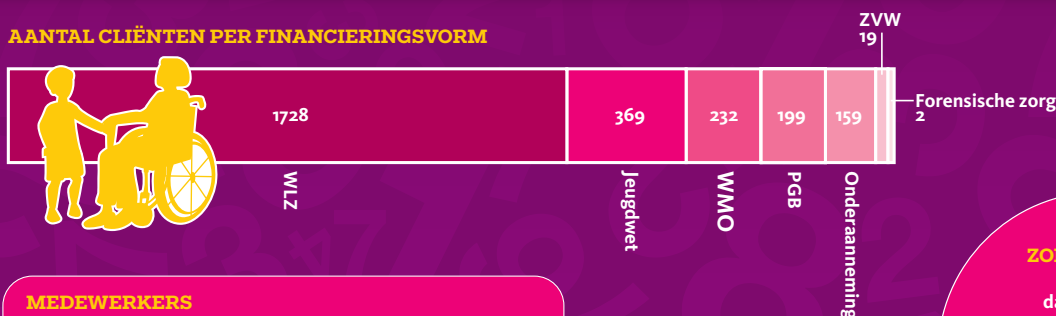 AANTAL CLIËNTEN PER FINANCIERINGSVORM
ZVW
19
1728
369
232
199
159
Forensische zorg
2
WLZ
Jeugdwet
WMO
PGB
Onderaanneming
MEDEWERKERS